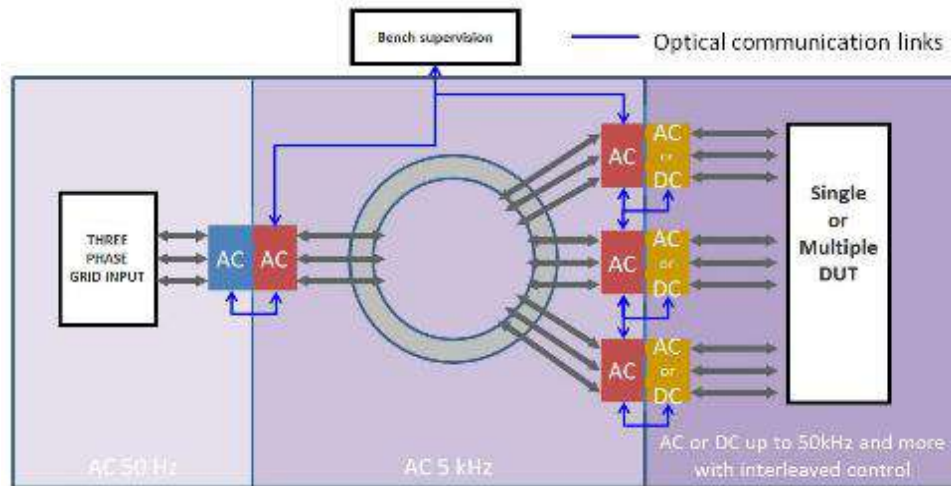 Bench supervision
Optical communication links
THREE
PHASE
GRID INPUT
AC
AC
AC
AC
or
DC
AC
AC
or
DC
AC
AC
or
DC
Single
or
Multiple
DUT
AC 50 Hz
AC 5 kHz
AC or DC up to 50kHz and more
with interleaved control